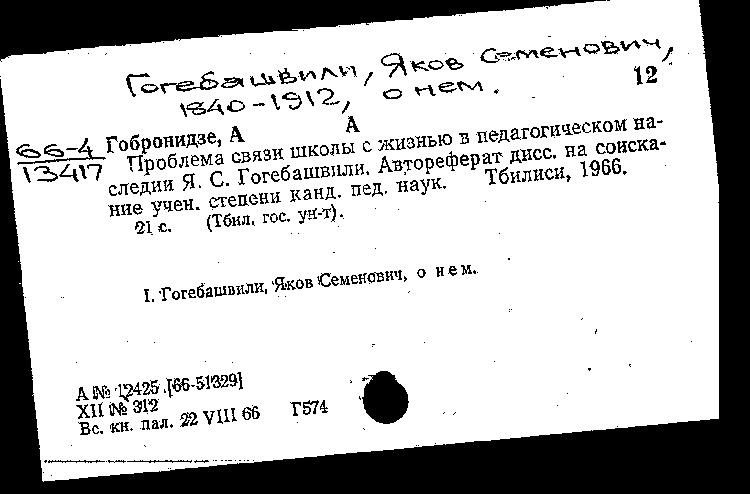 Гогебашвили, Яков Семенович,
1840-1912, о нем.
12
66-4
13417
Гобронидзе, А А
Проблема связи школы с жизнью в педагогическом на-
следии Я. С. Гогебашвили. Автореферат дисс. на соиска-
ние учен. степени канд. пед. наук. Тбилиси, 1966.
21 с. (Тбил. гос. ун-т).
I. Гогебашвили, Яков Семенович, о нем.
А № 12425 [66-51329]
XII № 312
Вс. кн. пал. 22 VIII 66 Г574